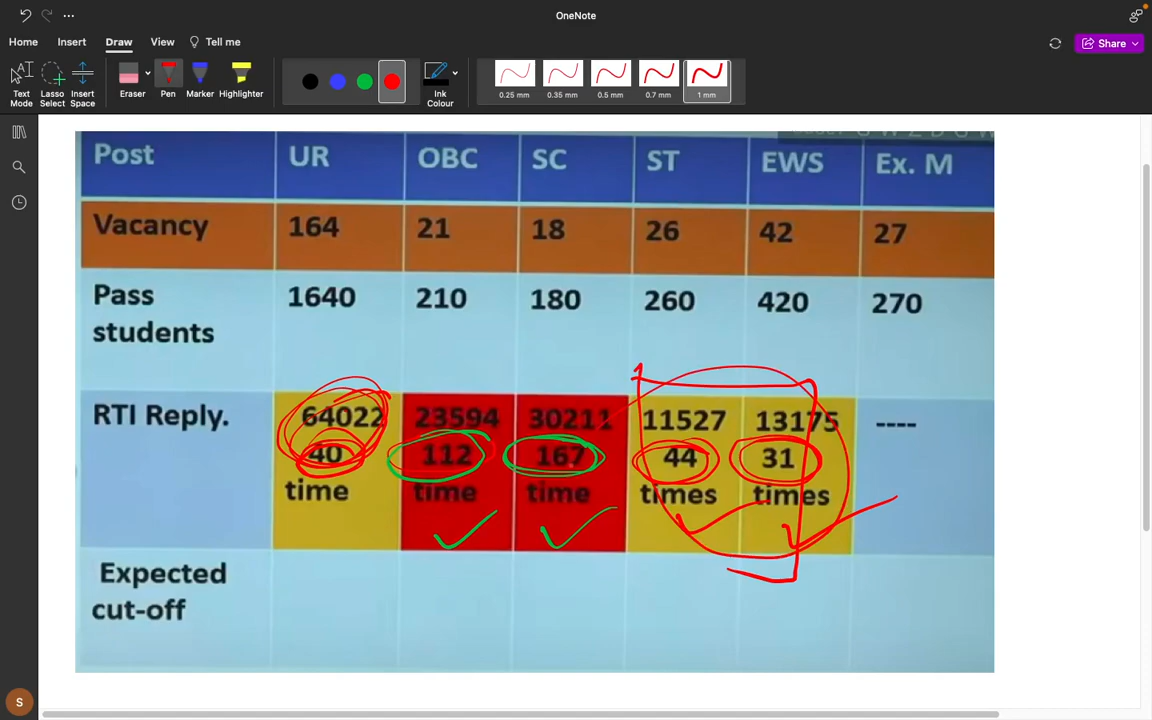 OneNote
Home Insert Draw View Tell me
Share
Text Mode
Lasso Select
Insert Space
Eraser
Pen
Marker
Highlighter
Ink Colour
0.25 mm
0.35 mm
0.5 mm
0.7 mm
1 mm
Post UR OBC SC ST EWS Ex. M
Vacancy 164 21 18 26 42 27
Pass 1640 210 180 260 420 270
students
RTI Reply. 64022 23594 30211 11527 13175 ----
40 112 167 44 31
time time time times times
Expected
cut-off
S